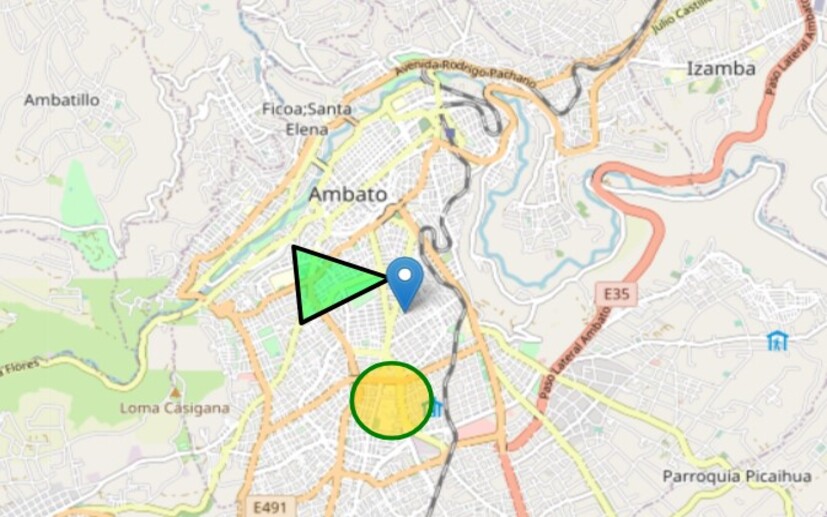 Julio Castillo
Avenida Rodrigo Pachano
Izamba
Paso Lateral Ambato
Ambatillo
Ficoa;Santa
Elena
Ambato
E35
Paso Lateral Ambato
Flores
Loma Casigana
Parroquia Picaihua
E491